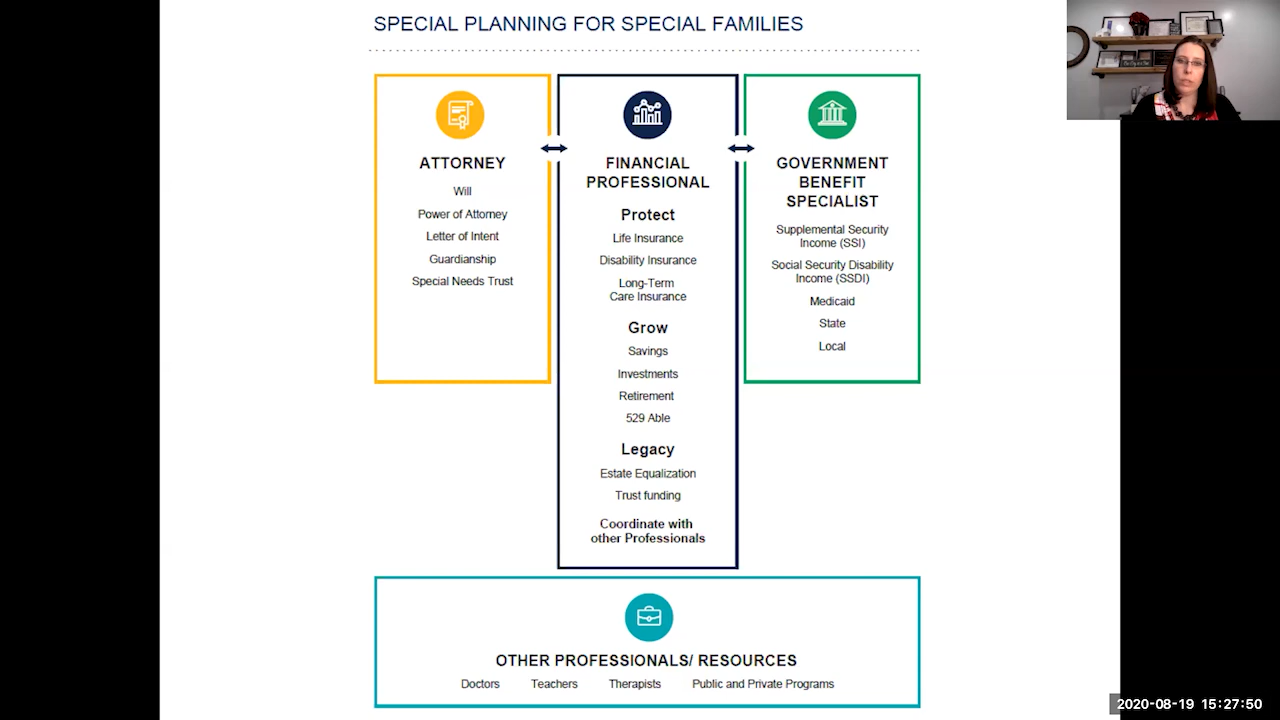 SPECIAL PLANNING FOR SPECIAL FAMILIES
ATTORNEY
Will
Power of Attorney
Letter of Intent
Guardianship
Special Needs Trust
FINANCIAL
PROFESSIONAL
Protect
Life Insurance
Disability Insurance
Long-Term
Care Insurance
Grow
Savings
Investments
Retirement
529 Able
Legacy
Estate Equalization
Trust funding
Coordinate with
other Professionals
GOVERNMENT
BENEFIT
SPECIALIST
Supplemental Security
Income (SSI)
Social Security Disability
Income (SSDI)
Medicaid
State
Local
OTHER PROFESSIONALS/ RESOURCES
Doctors Teachers Therapists Public and Private Programs
2020-08-19 15:27:50